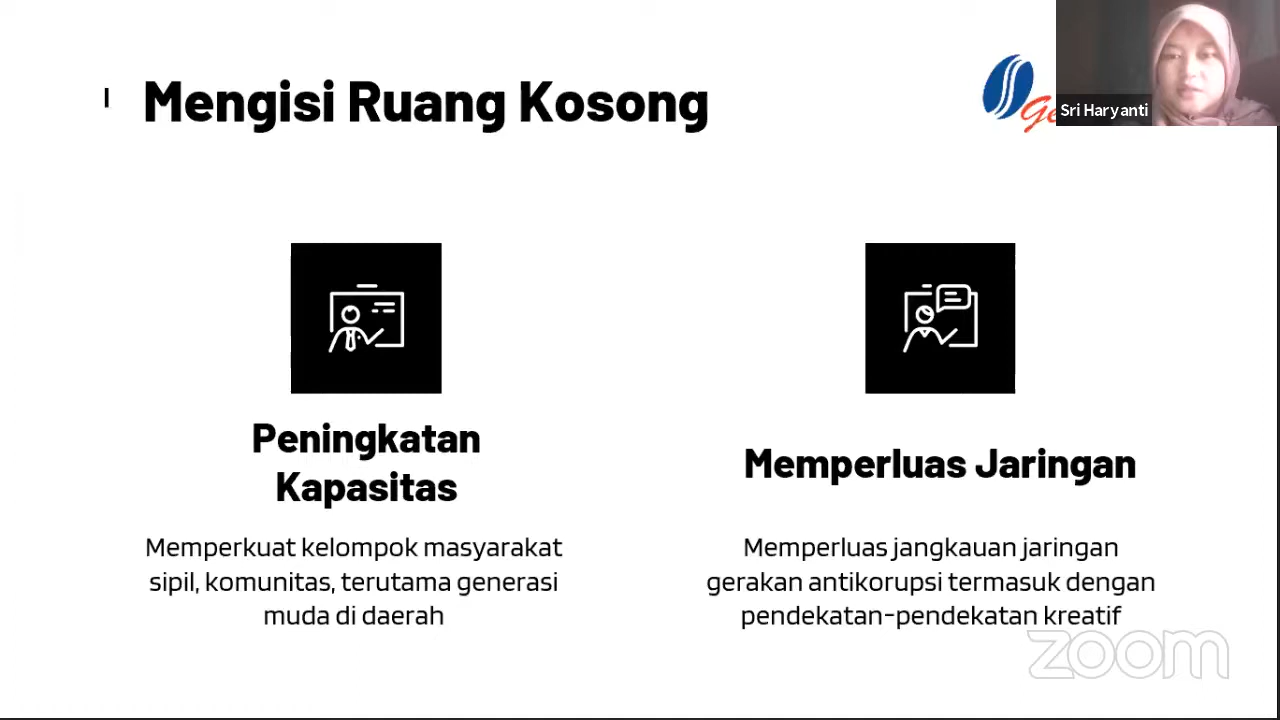 Mengisi Ruang Kosong
Sri Haryanti
Peningkatan
Kapasitas
Memperkuat kelompok masyarakat
sipil, komunitas, terutama generasi
muda di daerah
Memperluas Jaringan
Memperluas jangkauan jaringan
gerakan antikorupsi termasuk dengan
pendekatan-pendekatan kreatif
zoom